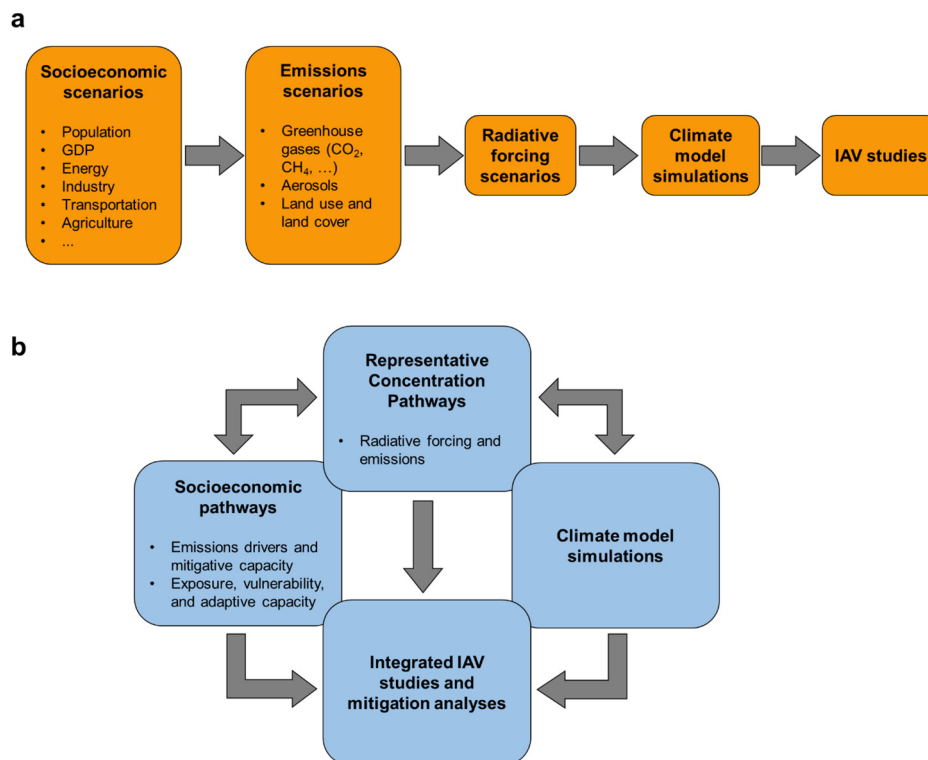 a
Socioeconomic
scenarios
• Population
• GDP
• Energy
• Industry
• Transportation
• Agriculture
• ...
Emissions
scenarios
• Greenhouse
gases (CO₂,
CH₄, …)
• Aerosols
• Land use and
land cover
Radiative
forcing
scenarios
Climate
model
simulations
IAV
studies
b
Representative
Concentration
Pathways
• Radiative forcing and
emissions
Socioeconomic
pathways
• Emissions drivers and
mitigative capacity
• Exposure, vulnerability,
and adaptive capacity
Climate model
simulations
Integrated IAV
studies and
mitigation analyses